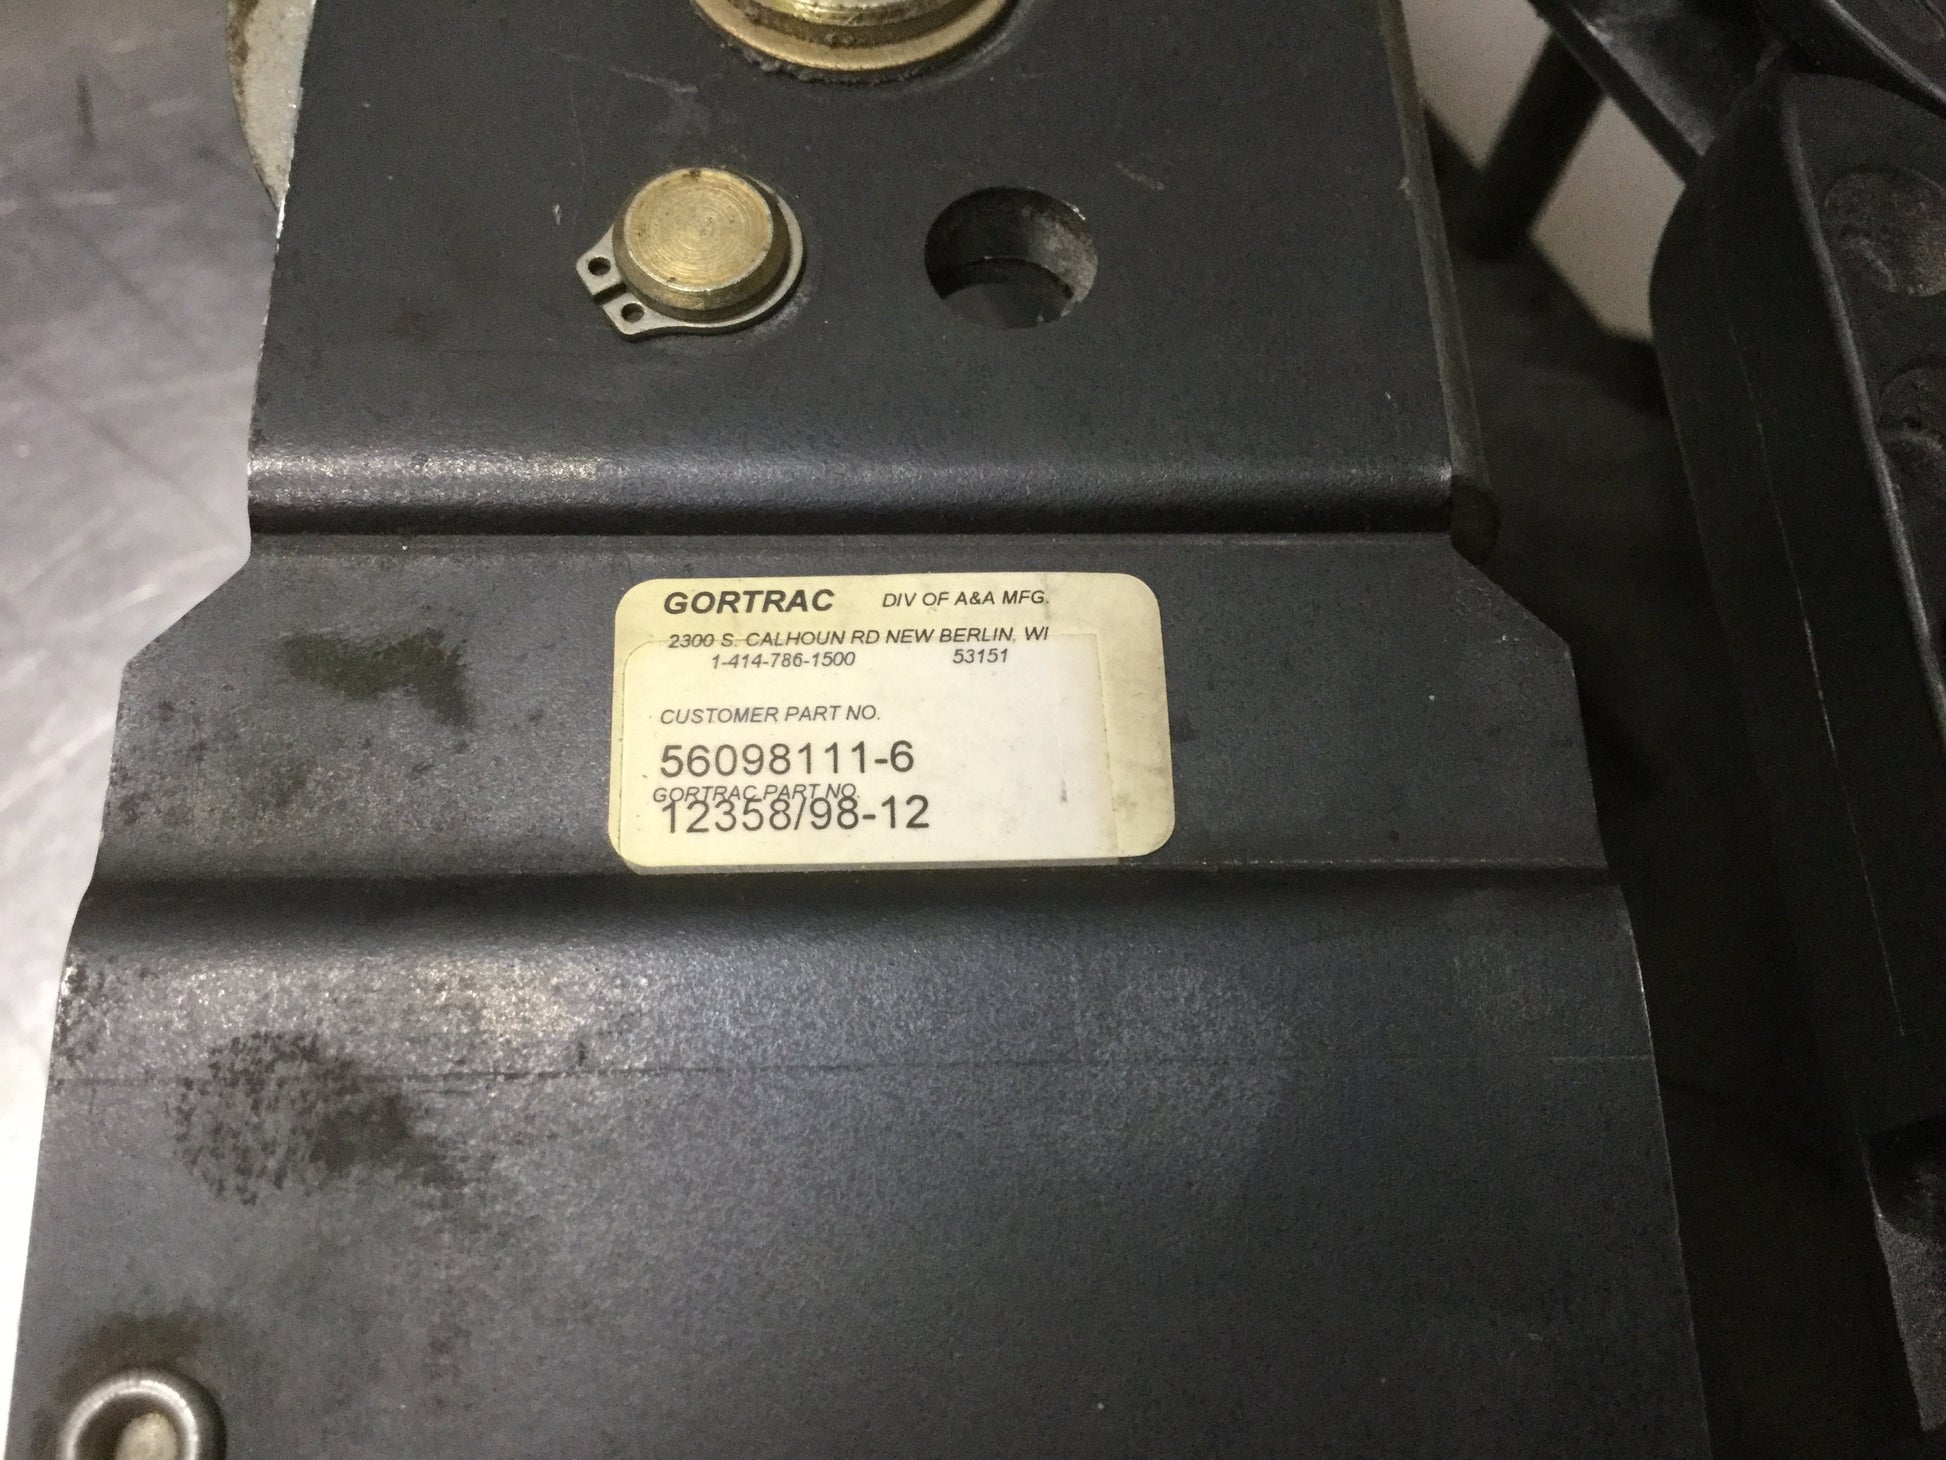 GORTRAC DIV OF A&A MFG.
2300 S. CALHOUN RD NEW BERLIN, WI
1-414-786-1500 53151
CUSTOMER PART NO.
56098111-6
GORTRAC PART NO.
12358/98-12